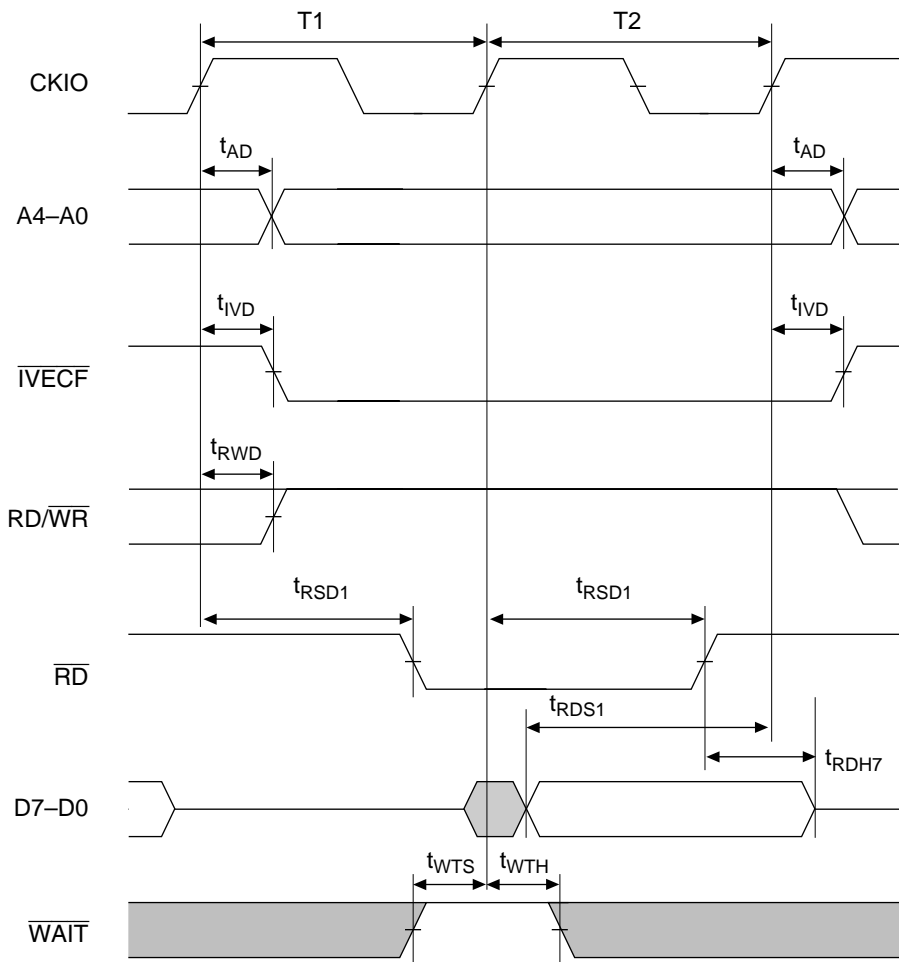 T1 T2
CKIO
tAD tAD
A4–A0
tIVD tIVD
IVECF
tRWD
RD/WR
tRSD1 tRSD1
RD
tRDS1
tRDH7
D7–D0
tWTS tWTH
WAIT